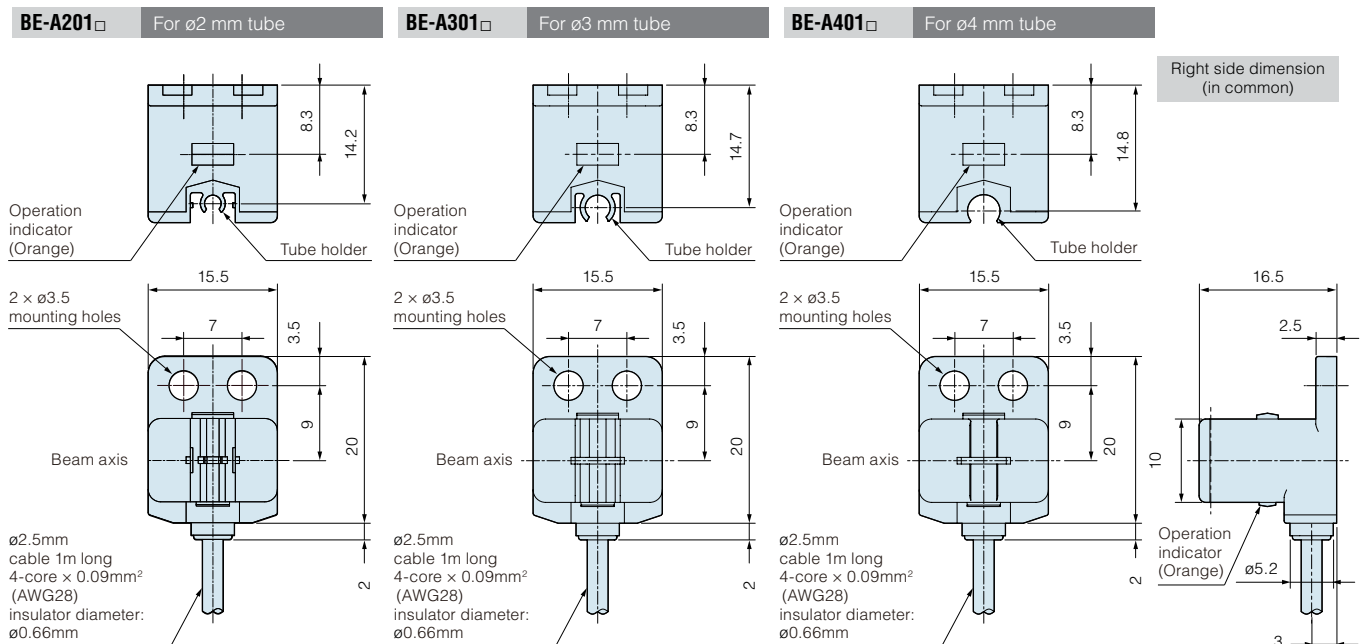 BE-A201□ For ø2 mm tube
BE-A301□ For ø3 mm tube
BE-A401□ For ø4 mm tube
Right side dimension
(in common)
8.3
14.2
Operation
indicator
(Orange)
Tube holder
8.3
14.7
Operation
indicator
(Orange)
Tube holder
8.3
14.8
Operation
indicator
(Orange)
Tube holder
15.5
2 × ø3.5
mounting holes
7
3.5
9
20
Beam axis
ø2.5mm
cable 1m long
4-core × 0.09mm²
(AWG28)
insulator diameter:
ø0.66mm
2
15.5
2 × ø3.5
mounting holes
7
3.5
9
20
Beam axis
ø2.5mm
cable 1m long
4-core × 0.09mm²
(AWG28)
insulator diameter:
ø0.66mm
2
15.5
2 × ø3.5
mounting holes
7
3.5
9
20
Beam axis
ø2.5mm
cable 1m long
4-core × 0.09mm²
(AWG28)
insulator diameter:
ø0.66mm
2
16.5
2.5
10
Operation
indicator
(Orange)
ø5.2
3